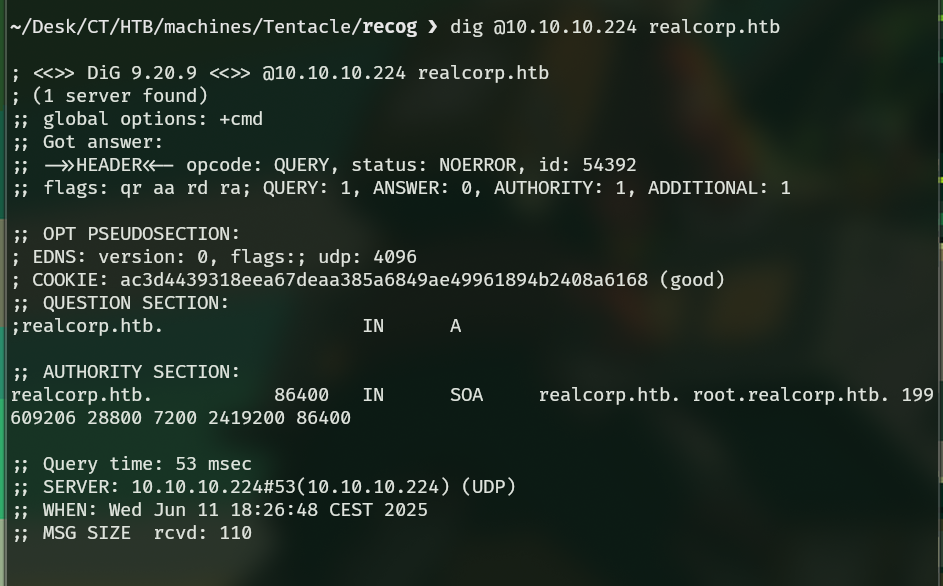 ~/Desk/CT/HTB/machines/Tentacle/recog ❯ dig @10.10.10.224 realcorp.htb
; <<>> DiG 9.20.9 <<>> @10.10.10.224 realcorp.htb
; (1 server found)
;; global options: +cmd
;; Got answer:
;; ->>HEADER<<- opcode: QUERY, status: NOERROR, id: 54392
;; flags: qr aa rd ra; QUERY: 1, ANSWER: 0, AUTHORITY: 1, ADDITIONAL: 1
;; OPT PSEUDOSECTION:
; EDNS: version: 0, flags:; udp: 4096
; COOKIE: ac3d4439318eea67deaa385a6849ae49961894b2408a6168 (good)
;; QUESTION SECTION:
;realcorp.htb. IN A
;; AUTHORITY SECTION:
realcorp.htb. 86400 IN SOA realcorp.htb. root.realcorp.htb. 199
609206 28800 7200 2419200 86400
;; Query time: 53 msec
;; SERVER: 10.10.10.224#53(10.10.10.224) (UDP)
;; WHEN: Wed Jun 11 18:26:48 CEST 2025
;; MSG SIZE  rcvd: 110